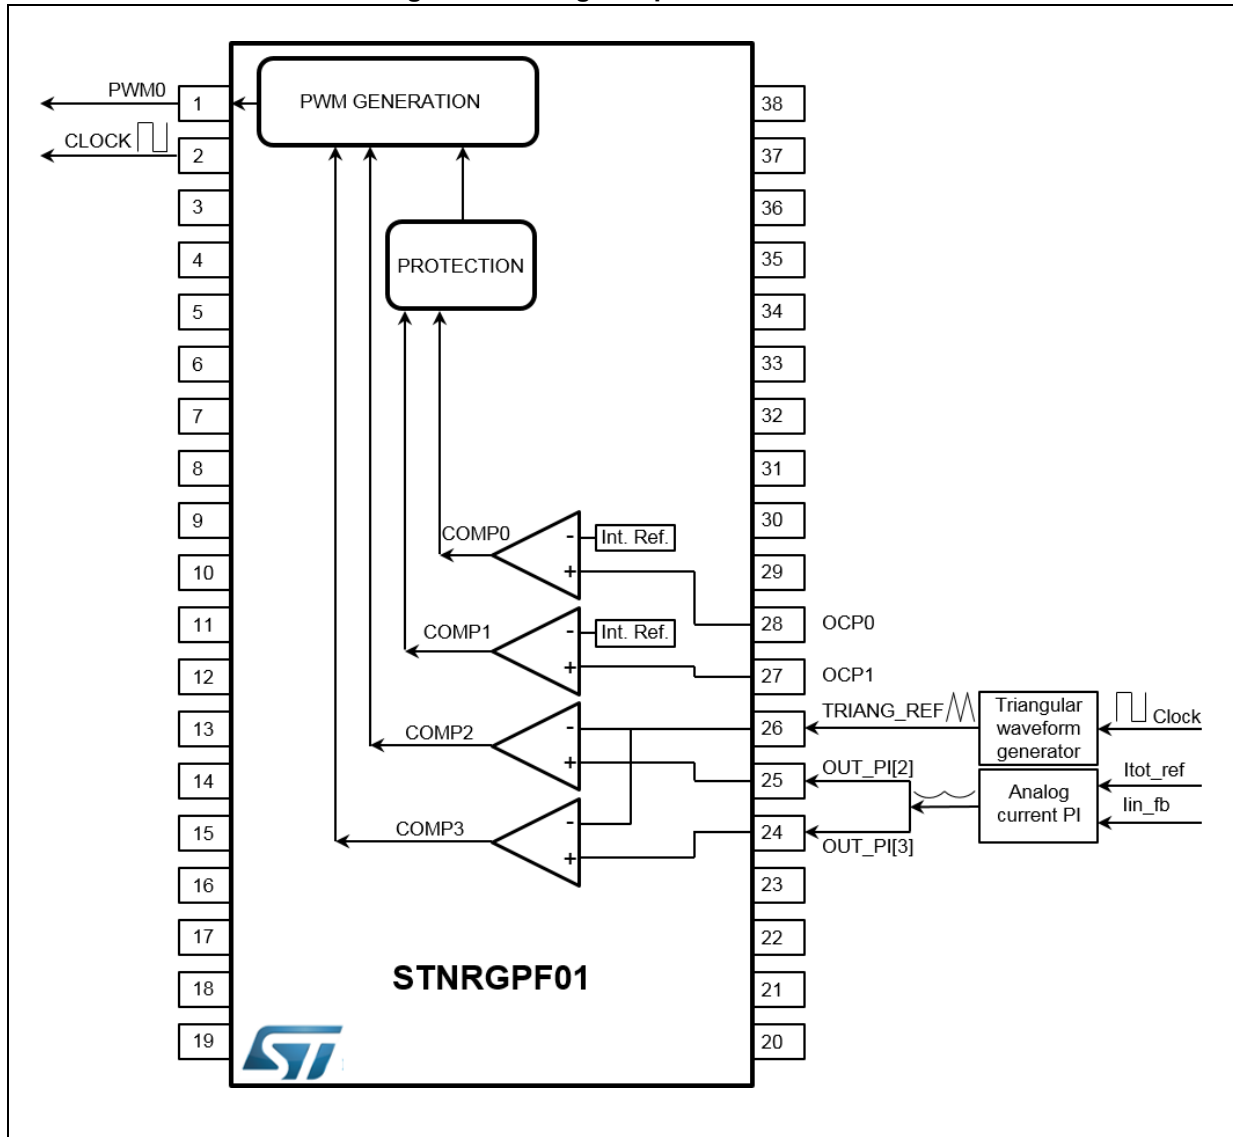 PWM0
1
PWM GENERATION
38
CLOCK
2
37
3
36
4
PROTECTION
35
5
34
6
33
7
32
8
31
9
COMP0
-
Int. Ref.
30
10
+
29
11
COMP1
-
Int. Ref.
28
OCP0
12
+
27
OCP1
13
COMP2
-
26
TRIANG_REF
Triangular
waveform
generator
Clock
14
+
25
OUT_PI[2]
Analog
current PI
Itot_ref
Iin_fb
15
COMP3
-
24
OUT_PI[3]
+
16
23
17
22
18
STNRGPF01
21
19
ST
20